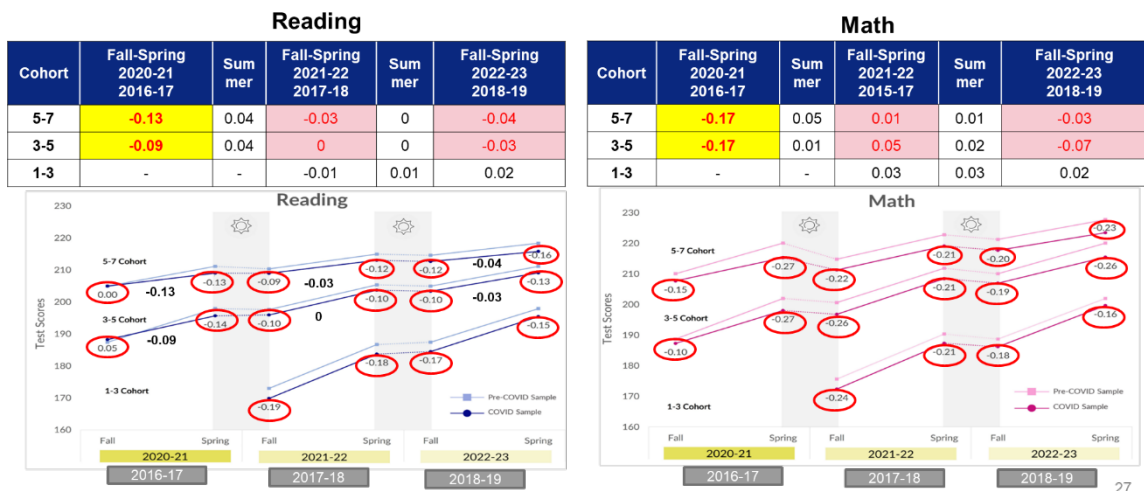 Reading
Cohort Fall-Spring 2020-21 2016-17 Sum mer Fall-Spring 2021-22 2017-18 Sum mer Fall-Spring 2022-23 2018-19
5-7 -0.13 0.04 -0.03 0 -0.04
3-5 -0.09 0.04 0 0 -0.03
1-3 - - -0.01 0.01 0.02
Reading
Test Scores
230
220
210
200
190
180
170
160
5-7 Cohort
0.00
-0.13
-0.13
-0.09
-0.03
-0.12
-0.12
-0.04
-0.16
3-5 Cohort
0.05
-0.09
-0.14
-0.10
0
-0.10
-0.10
-0.03
-0.13
1-3 Cohort
-0.19
-0.18
-0.17
-0.15
Pre-COVID Sample
COVID Sample
Fall Spring Fall Spring Fall Spring
2020-21 2021-22 2022-23
2016-17 2017-18 2018-19
Math
Cohort Fall-Spring 2020-21 2016-17 Sum mer Fall-Spring 2021-22 2015-17 Sum mer Fall-Spring 2022-23 2018-19
5-7 -0.17 0.05 0.01 0.01 -0.03
3-5 -0.17 0.01 0.05 0.02 -0.07
1-3 - - 0.03 0.03 0.02
Math
Test Scores
230
220
210
200
190
180
170
160
5-7 Cohort
-0.15
-0.27
-0.22
-0.21
-0.20
-0.23
3-5 Cohort
-0.10
-0.27
-0.26
-0.21
-0.19
-0.26
1-3 Cohort
-0.24
-0.21
-0.18
-0.16
Pre-COVID Sample
COVID Sample
Fall Spring Fall Spring Fall Spring
2020-21 2021-22 2022-23
2016-17 2017-18 2018-19
27